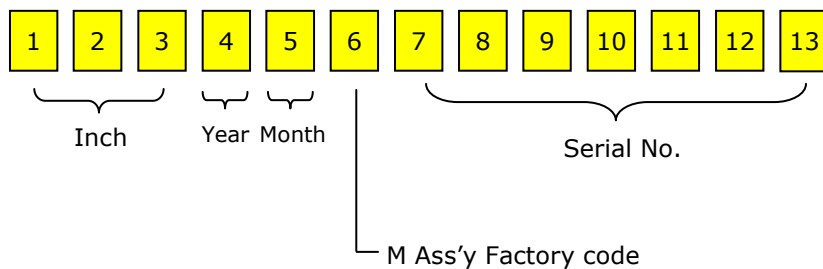 1 2 3 4 5 6 7 8 9 10 11 12 13
Inch Year Month Serial No.
M Ass’y Factory code